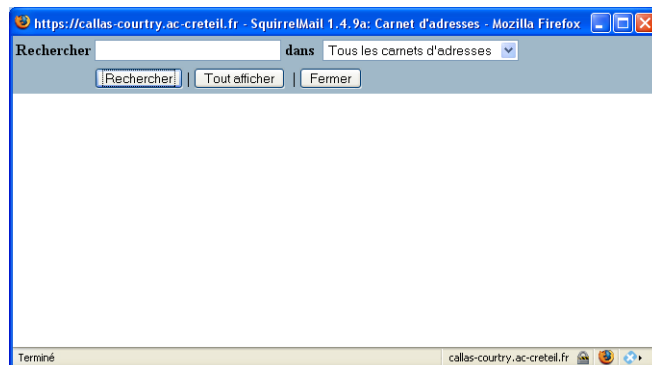 https://callas-courtry.ac-creteil.fr - SquirrelMail 1.4.9a: Carnet d'adresses - Mozilla Firefox
Rechercher dans Tous les carnets d'adresses
Rechercher | Tout afficher | Fermer
Terminé callas-courtry.ac-creteil.fr